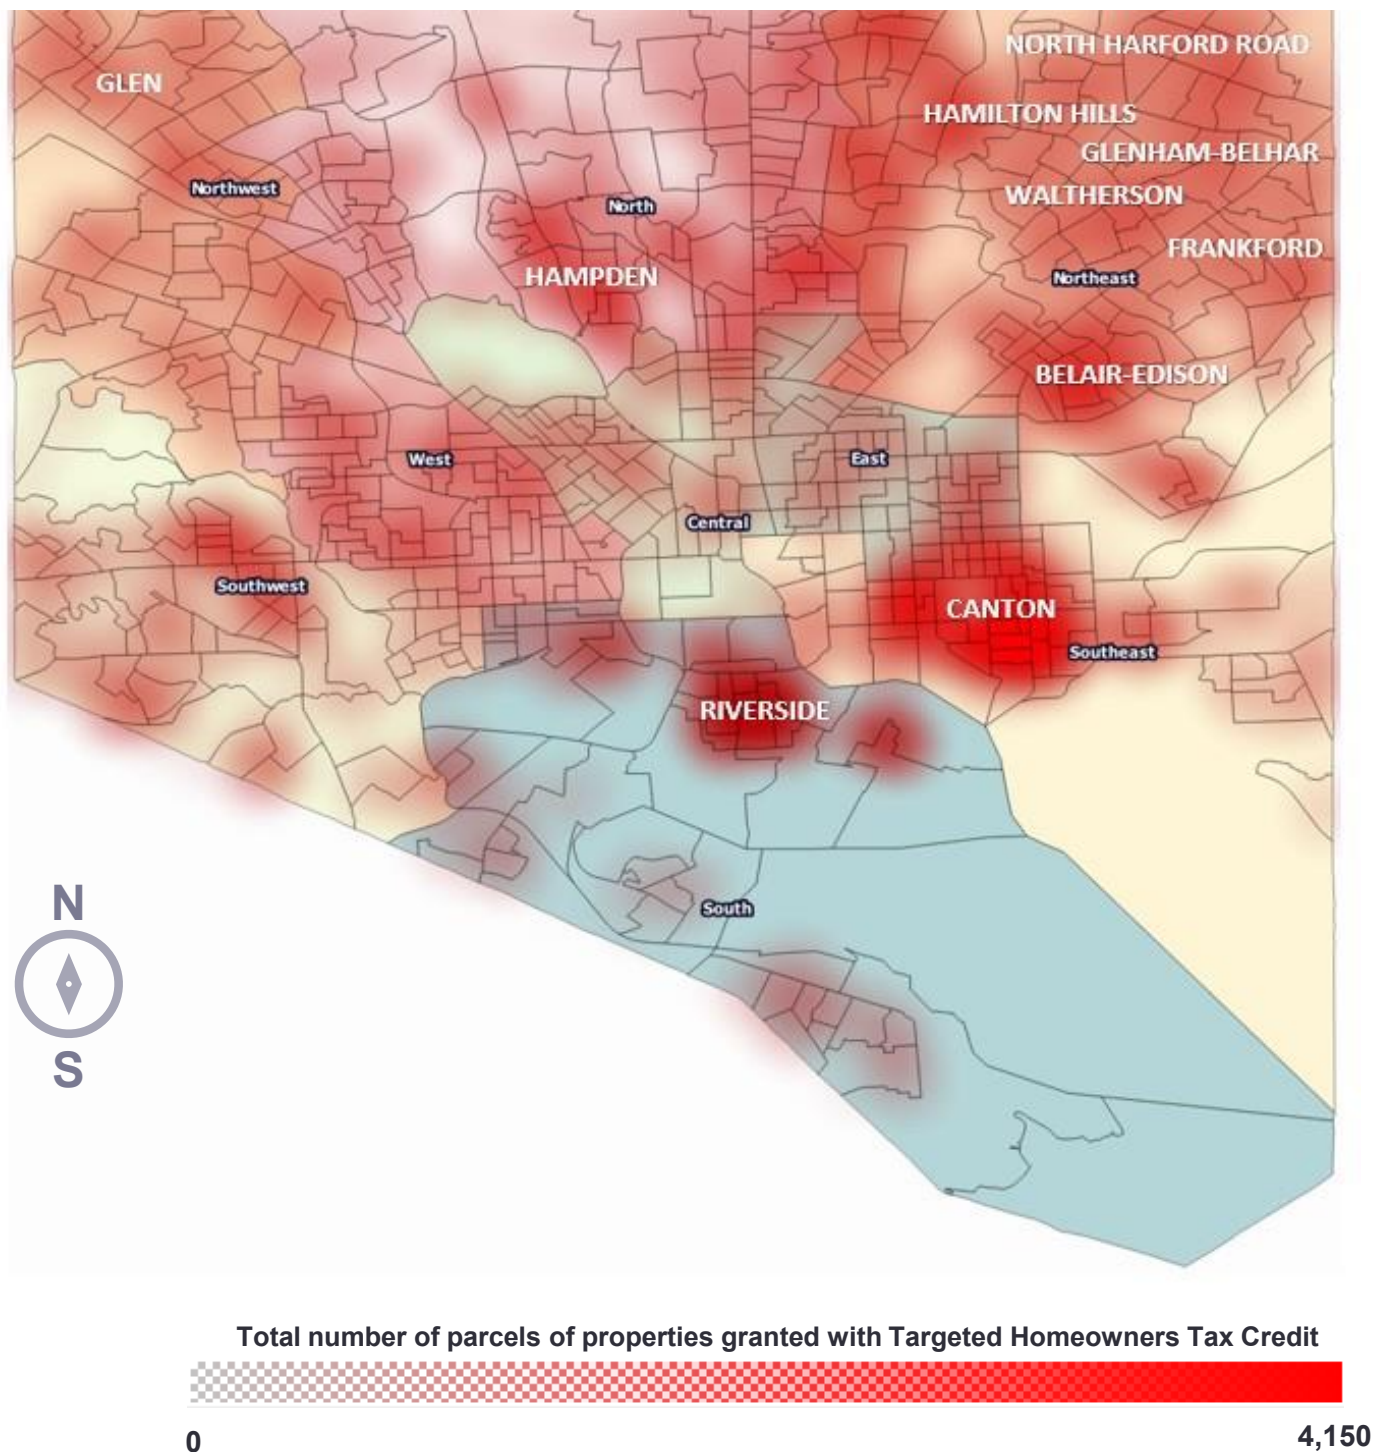 NORTH HARFORD ROAD
GLEN
HAMILTON HILLS
GLENHAM-BELHAR
Northwest
WALTHERSON
North
FRANKFORD
HAMPDEN
Northeast
BELAIR-EDISON
West
East
Central
Southwest
CANTON
Southeast
RIVERSIDE
N
South
S
Total number of parcels of properties granted with Targeted Homeowners Tax Credit
0
4,150